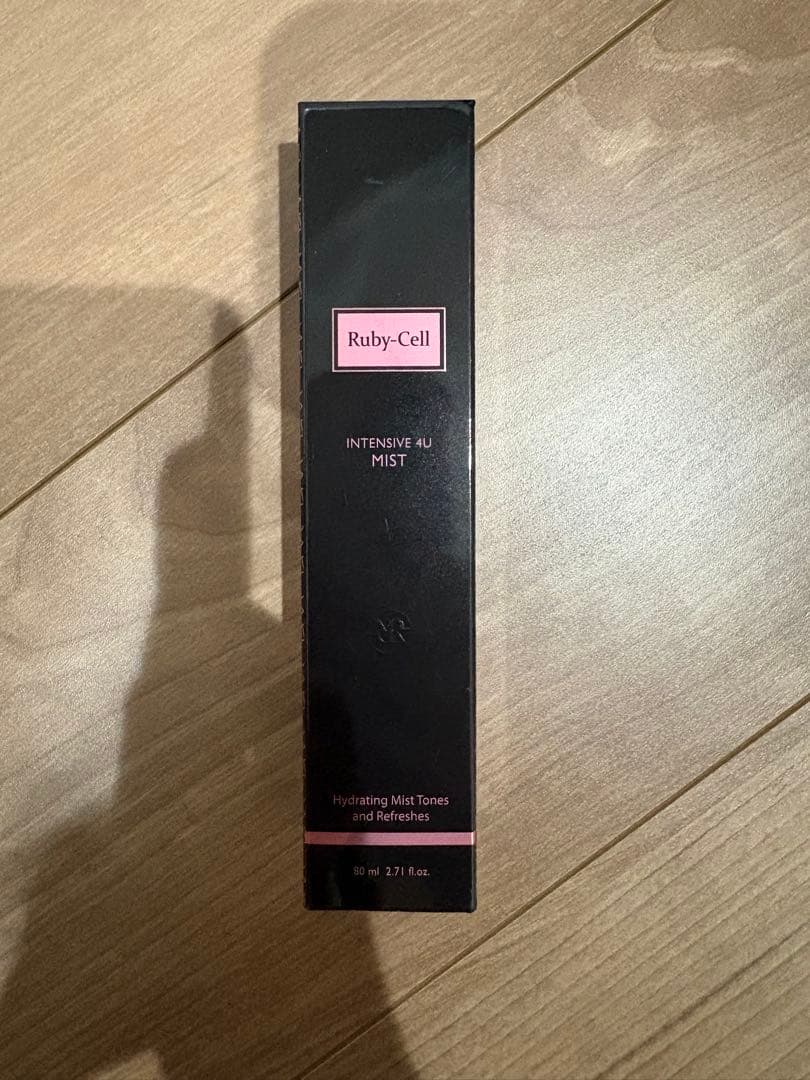 Ruby-Cell
INTENSIVE 4U
MIST
Hydrating Mist Tones
and Refreshes
80 ml 2.71 fl.oz.